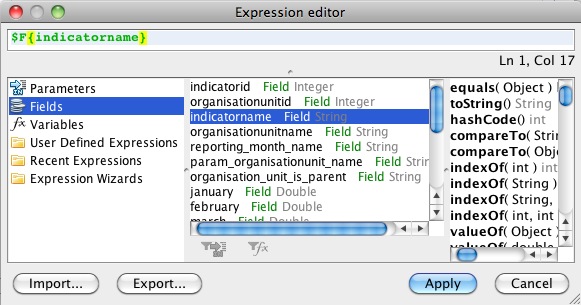 Expression editor
$F{indicatorname}
Ln 1, Col 17
Parameters
Fields
Variables
User Defined Expressions
Recent Expressions
Expression Wizards
indicatorid Field Integer
organisationunitid Field Integer
indicatorname Field String
organisationunitname Field String
reporting_month_name Field String
param_organisationunit_name Field
organisation_unit_is_parent Field String
january Field Double
february Field Double
march Field Double
equals( Object )
toString() String
hashCode() int
compareTo( Strin
compareTo( Obje
indexOf( int ) int
indexOf( String )
indexOf( String,
indexOf( int, int )
valueOf( Object )
valueOf( double
Import...
Export...
Apply
Cancel